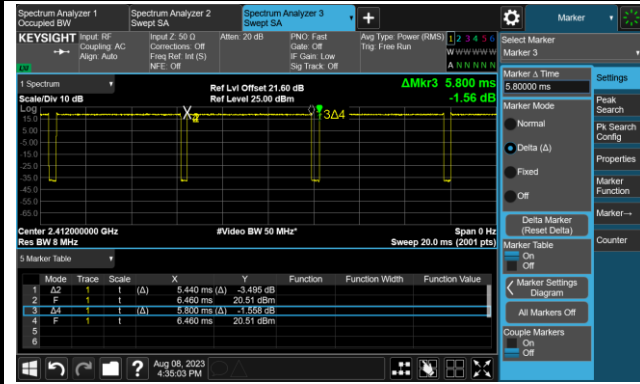 Spectrum Analyzer 1
Occupied BW
Spectrum Analyzer 2
Swept SA
Spectrum Analyzer 3
Swept SA
Marker
KEYSIGHT
Input: RF
Coupling: AC
Align: Auto
Input Z: 50 Ω
Corrections: Off
Freq Ref: Int (S)
NFE: Off
Atten: 20 dB
PNO: Fast
Gate: Off
IF Gain: Low
Sig Track: Off
Avg Type: Power (RMS)
Trig: Free Run
1 2 3 4 5 6
W W W W W W
A N N N N N
Select Marker
Marker 3
1 Spectrum
Scale/Div 10 dB
Ref Lvl Offset 21.60 dB
Ref Level 25.00 dBm
ΔMkr3 5.800 ms
-1.56 dB
Log
15.0
5.00
-5.00
-15.0
-25.0
-35.0
-45.0
-55.0
-65.0
3Δ4
Center 2.412000000 GHz
Res BW 8 MHz
#Video BW 50 MHz*
Span 0 Hz
Sweep 20.0 ms (2001 pts)
5 Marker Table
Mode Trace Scale X Y Function Function Width Function Value
1 Δ2 1 t (Δ) 5.440 ms (Δ) -3.495 dB
2 F 1 t 6.460 ms 20.51 dBm
3 Δ4 1 t (Δ) 5.800 ms (Δ) -1.558 dB
4 F 1 t 6.460 ms 20.51 dBm
5
6
Marker Δ Time
5.80000 ms
Marker Mode
Normal
Delta (Δ)
Fixed
Off
Delta Marker
(Reset Delta)
Marker Table
On
Off
Marker Settings
Diagram
All Markers Off
Couple Markers
On
Off
Settings
Peak
Search
Pk Search
Config
Properties
Marker
Function
Marker→
Counter
Aug 08, 2023
4:35:03 PM